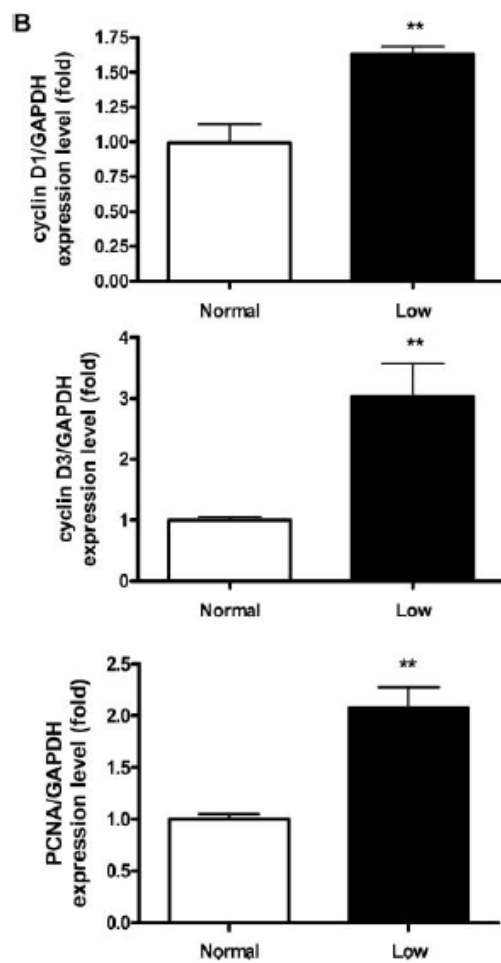 B
cyclin D1/GAPDH
expression level (fold)
1.75
1.50
1.25
1.00
0.75
0.50
0.25
0.00
**
Normal
Low
cyclin D3/GAPDH
expression level (fold)
4
3
2
1
0
**
Normal
Low
PCNA/GAPDH
expression level (fold)
2.5
2.0
1.5
1.0
0.5
0.0
**
Normal
Low